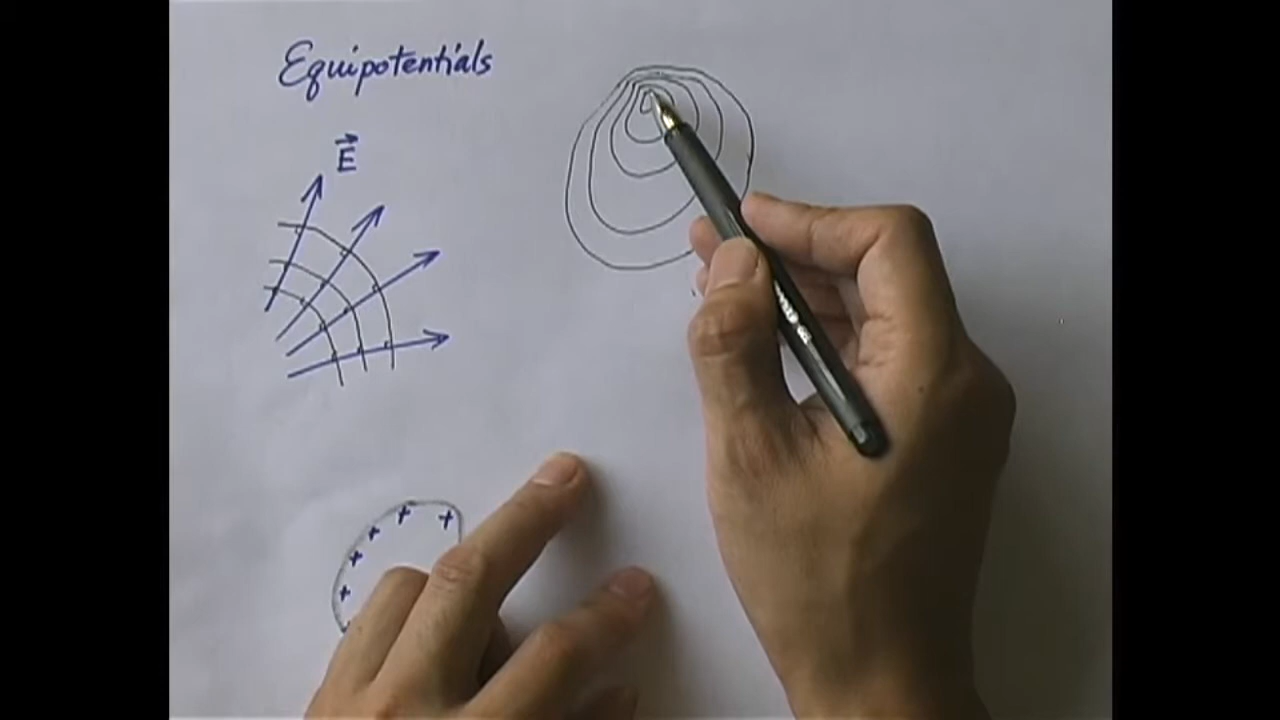 Equipotentials
E⃗
+ + + + + +